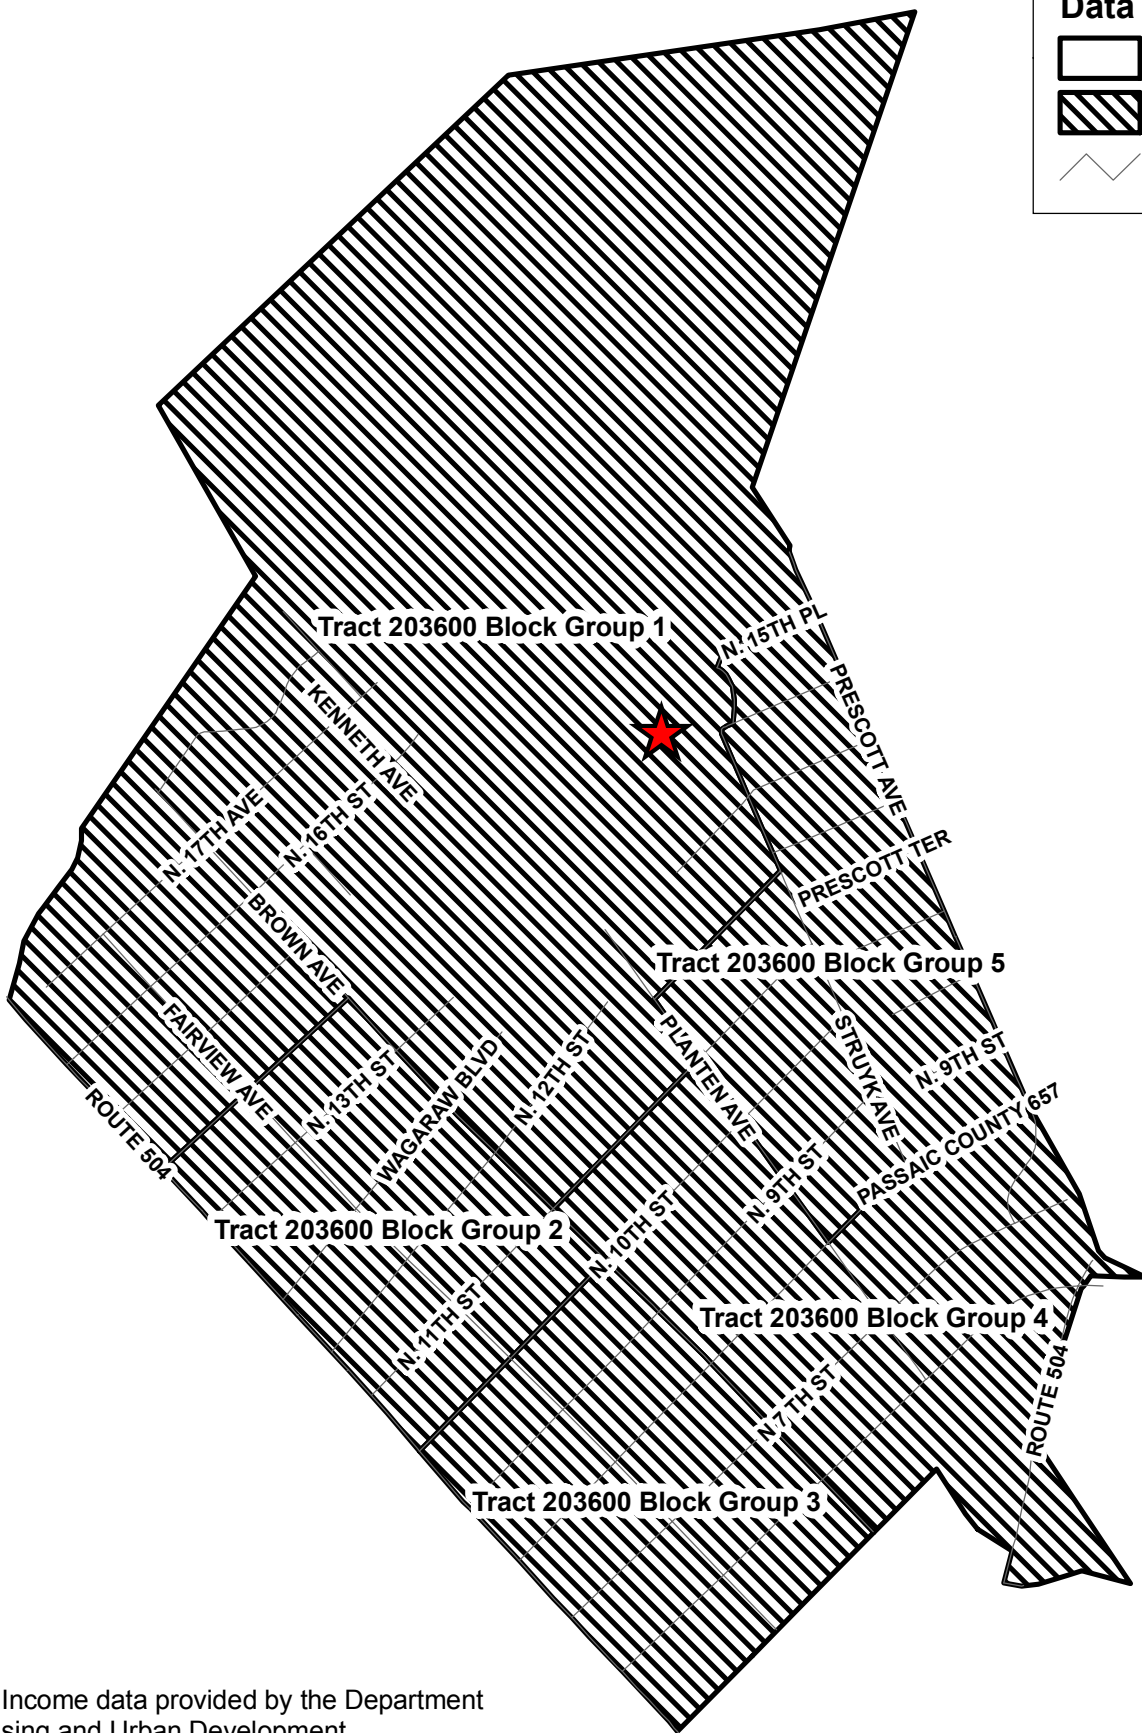 Data
Tract 203600 Block Group 1
N. 15TH PL
KENNETH AVE
PRESCOTT AVE
N. 17TH AVE
N. 16TH ST
PRESCOTT TER
BROWN AVE
Tract 203600 Block Group 5
FAIRVIEW AVE
PLANTEN AVE
STRUYK AVE
N. 9TH ST
N. 13TH ST
WAGARAW BLVD
N. 12TH ST
ROUTE 504
PASSAIC COUNTY 657
N. 9TH ST
Tract 203600 Block Group 2
N. 10TH ST
N. 11TH ST
Tract 203600 Block Group 4
ROUTE 504
N 7TH ST
Tract 203600 Block Group 3
Income data provided by the Department
sing and Urban Development